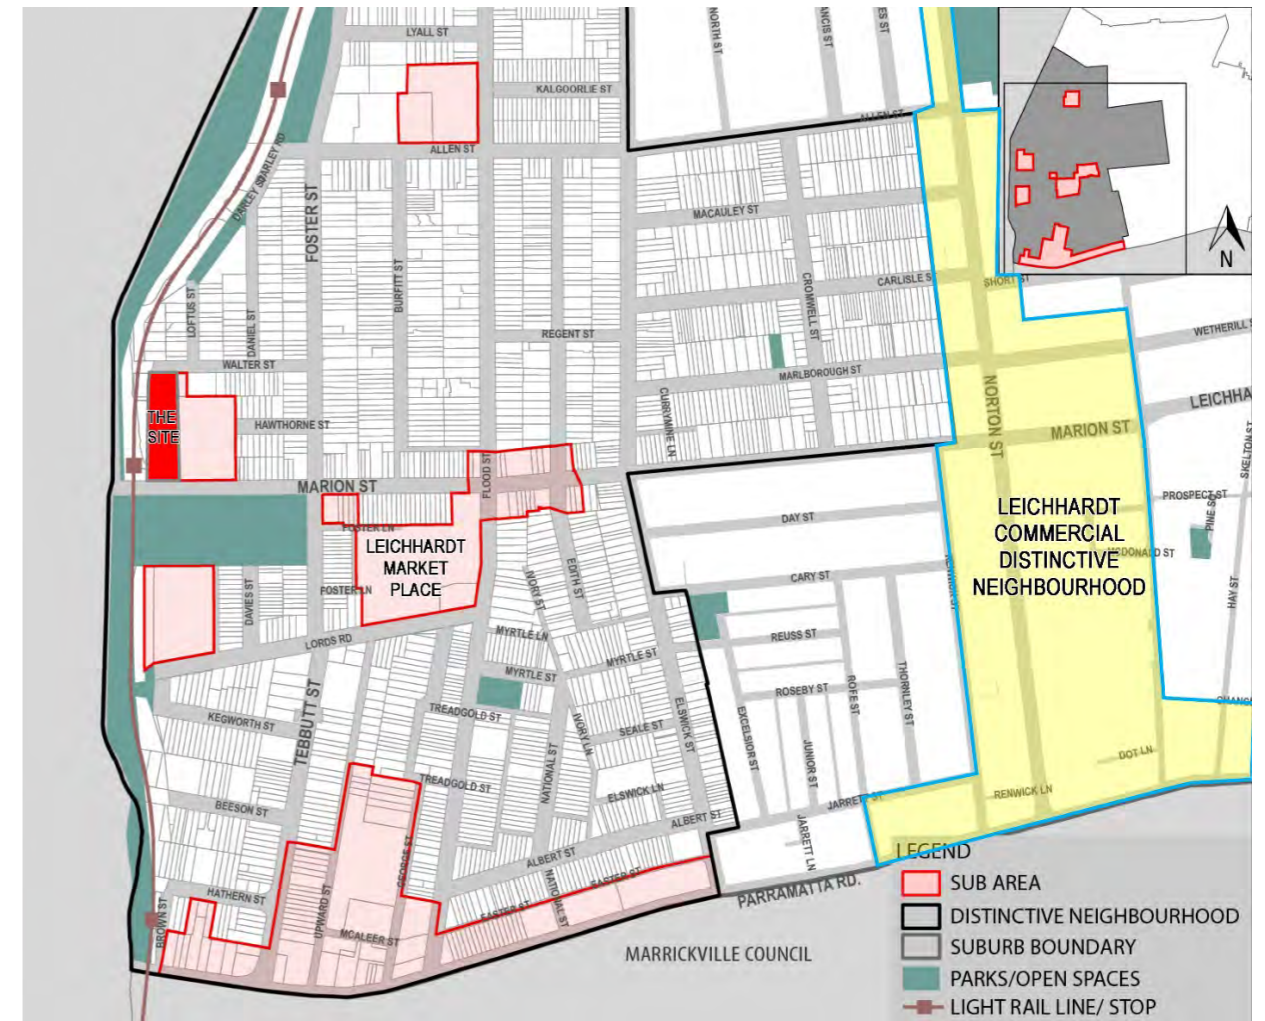 LYALL ST
NORTH ST
KALGOORLIE ST
ALLEN ST
ALLEN ST
DARLEY RD
FOSTER ST
MACAULEY ST
BURFITT ST
LOFTUS ST
DANIEL ST
CROMWELL ST
CARLISLE S
SHORT ST
N
REGENT ST
WETHERILL
WALTER ST
MARLBOROUGH ST
NORTON ST
CURRYMINE LN
LEICHHA
THE
SITE
HAWTHORNE ST
MARION ST
SKELTON ST
FLOOD ST
MARION ST
PROSPECT ST
PINE SQ
LEICHHARDT
COMMERCIAL
DISTINCTIVE
NEIGHBOURHOOD
DAY ST
FOSTER LN
LEICHHARDT
MARKET
PLACE
MCDONALD ST
RENWICK ST
EDITH ST
IVORY ST
CARY ST
HAY ST
DAVIES ST
FOSTER LN
LORDS RD
MYRTLE LN
REUSS ST
MYRTLE ST
MYRTLE ST
ROSEBY ST
ROFE ST
THORNLEY ST
TEBBUTT ST
KEGWORTH ST
TREADGOLD ST
IVORY LN
SEALE ST
ELSWICK ST
EXCELSIOR ST
JUNIOR ST
DOT LN
TREADGOLD ST
NATIONAL ST
ELSWICK LN
RENWICK LN
BEESON ST
ALBERT ST
JARRETT ST
JARRETT LN
ALBERT ST
GEORGE ST
HATHERN ST
UPWARD ST
NATIONAL ST
EASTER ST
EASTER ST
PARRAMATTA RD.
BROWN ST
MCALEER ST
MARRICKVILLE COUNCIL
LEGEND
SUB AREA
DISTINCTIVE NEIGHBOURHOOD
SUBURB BOUNDARY
PARKS/OPEN SPACES
LIGHT RAIL LINE/ STOP